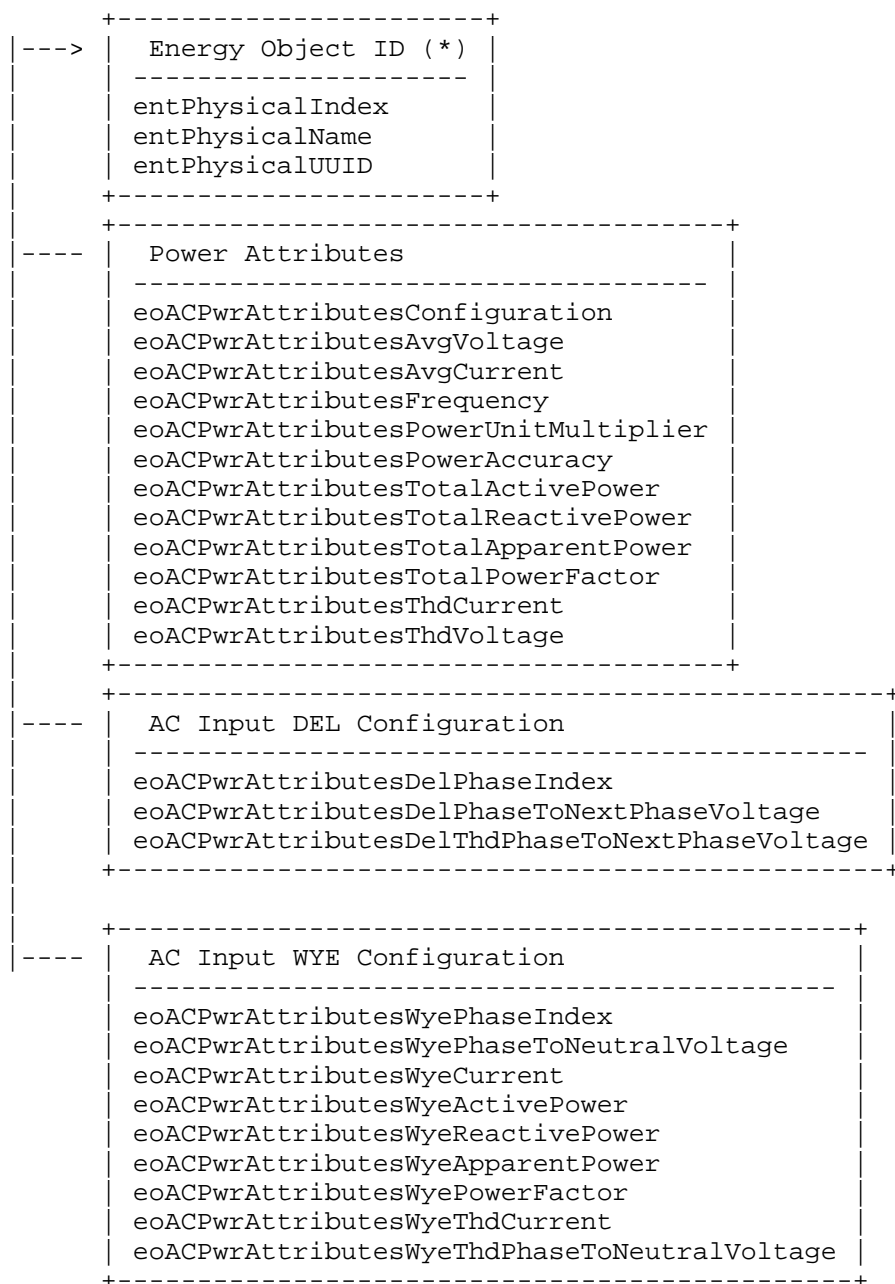 Energy Object ID (*)
entPhysicalIndex
entPhysicalName
entPhysicalUUID
Power Attributes
eoACPwrAttributesConfiguration
eoACPwrAttributesAvgVoltage
eoACPwrAttributesAvgCurrent
eoACPwrAttributesFrequency
eoACPwrAttributesPowerUnitMultiplier
eoACPwrAttributesPowerAccuracy
eoACPwrAttributesTotalActivePower
eoACPwrAttributesTotalReactivePower
eoACPwrAttributesTotalApparentPower
eoACPwrAttributesTotalPowerFactor
eoACPwrAttributesThdCurrent
eoACPwrAttributesThdVoltage
AC Input DEL Configuration
eoACPwrAttributesDelPhaseIndex
eoACPwrAttributesDelPhaseToNextPhaseVoltage
eoACPwrAttributesDelThdPhaseToNextPhaseVoltage
AC Input WYE Configuration
eoACPwrAttributesWyePhaseIndex
eoACPwrAttributesWyePhaseToNeutralVoltage
eoACPwrAttributesWyeCurrent
eoACPwrAttributesWyeActivePower
eoACPwrAttributesWyeReactivePower
eoACPwrAttributesWyeApparentPower
eoACPwrAttributesWyePowerFactor
eoACPwrAttributesWyeThdCurrent
eoACPwrAttributesWyeThdPhaseToNeutralVoltage